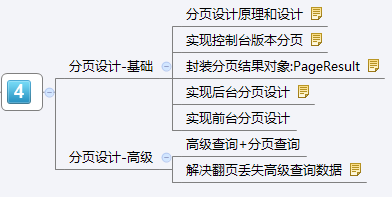 4
分页设计-基础
分页设计原理和设计
实现控制台版本分页
封装分页结果对象:PageResult
实现后台分页设计
实现前台分页设计
分页设计-高级
高级查询+分页查询
解决翻页丢失高级查询数据